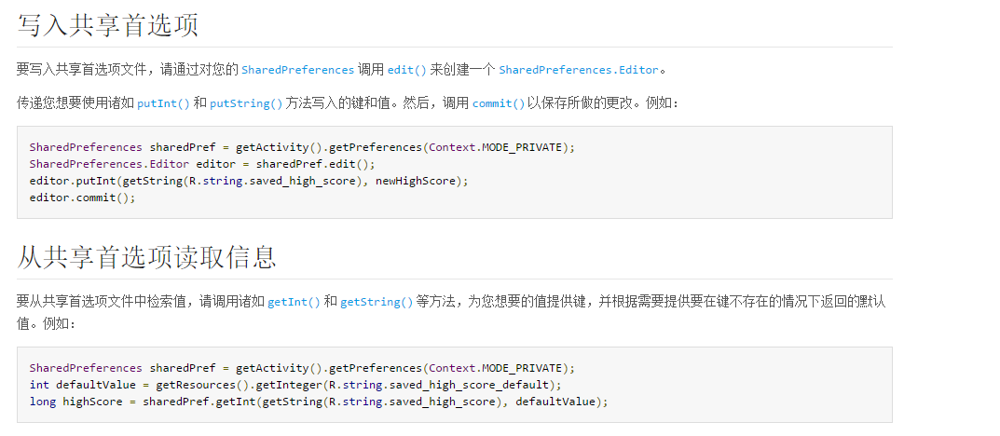 写入共享首选项
要写入共享首选项文件，请通过对您的 SharedPreferences 调用 edit() 来创建一个 SharedPreferences.Editor。
传递您想要使用诸如 putInt() 和 putString() 方法写入的键和值。然后，调用 commit() 以保存所做的更改。例如：
SharedPreferences sharedPref = getActivity().getPreferences(Context.MODE_PRIVATE);
SharedPreferences.Editor editor = sharedPref.edit();
editor.putInt(getString(R.string.saved_high_score), newHighScore);
editor.commit();
从共享首选项读取信息
要从共享首选项文件中检索值，请调用诸如 getInt() 和 getString() 等方法，为您想要的值提供键，并根据需要提供要在键不存在的情况下返回的默认
值。例如：
SharedPreferences sharedPref = getActivity().getPreferences(Context.MODE_PRIVATE);
int defaultValue = getResources().getInteger(R.string.saved_high_score_default);
long highScore = sharedPref.getInt(getString(R.string.saved_high_score), defaultValue);